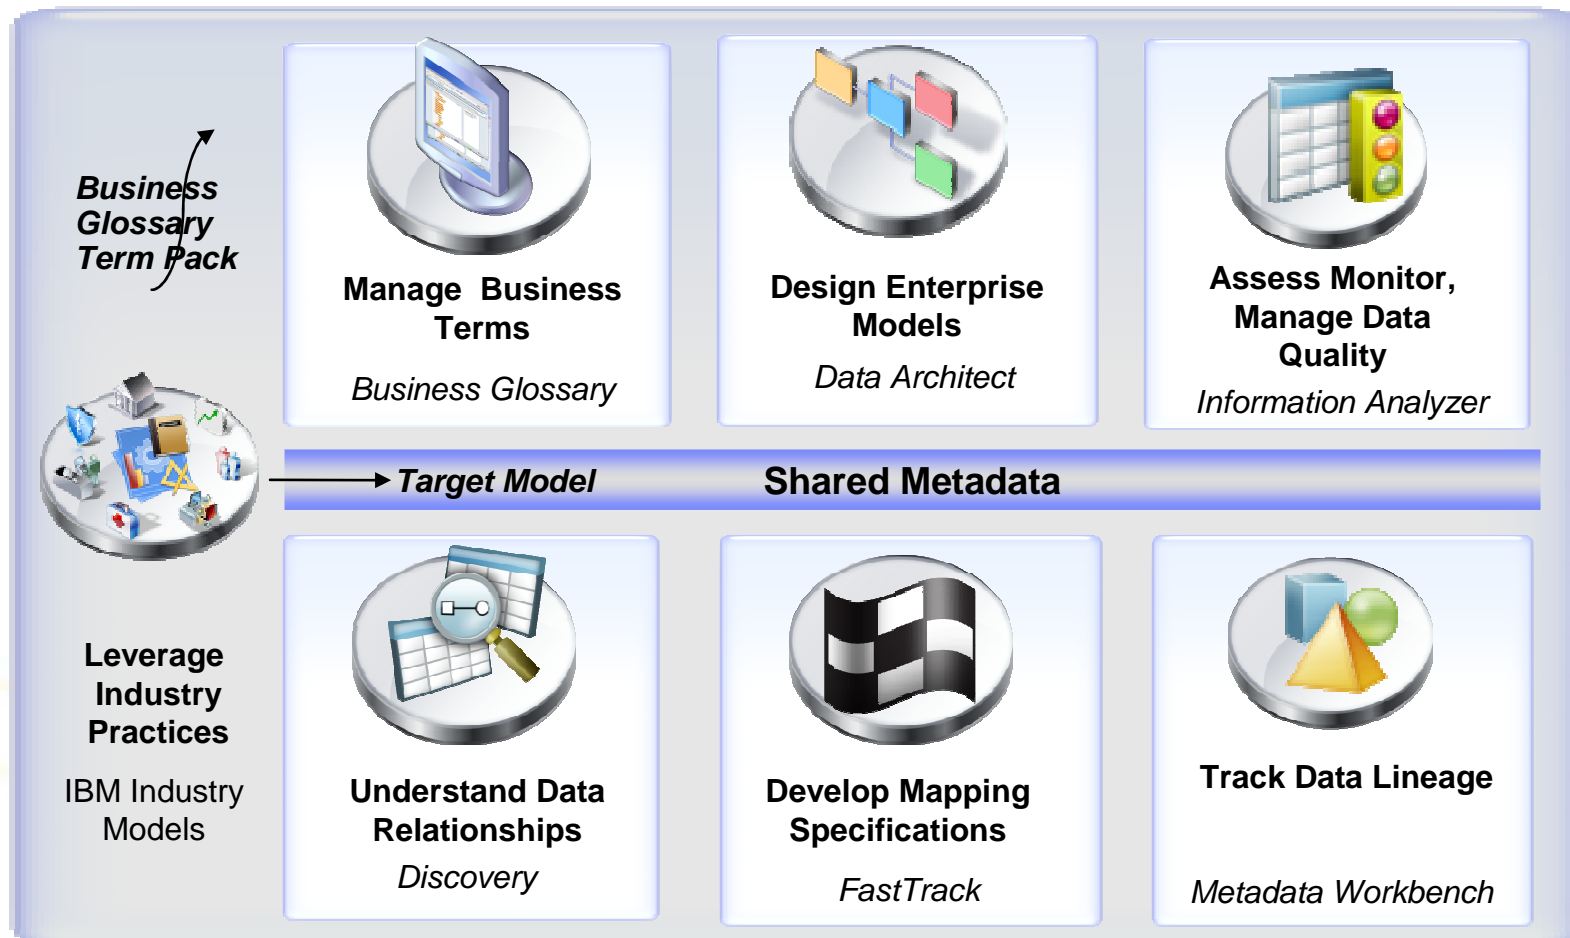 Business
Glossary
Term Pack
Manage Business
Terms
Business Glossary
Design Enterprise
Models
Data Architect
Assess Monitor,
Manage Data
Quality
Information Analyzer
Target Model
Shared Metadata
Leverage
Industry
Practices
IBM Industry
Models
Understand Data
Relationships
Discovery
Develop Mapping
Specifications
FastTrack
Track Data Lineage
Metadata Workbench